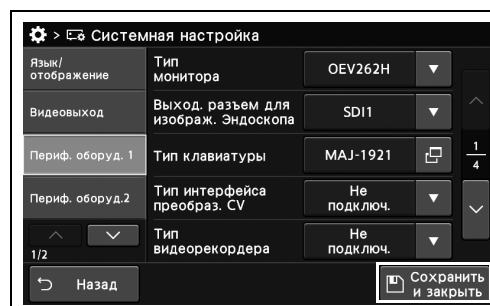 > Системная настройка
Язык/
отображение
Видеовыход
Периф. оборуд. 1
Периф. оборуд.2
1/2
Тип
монитора
OEV262H
Выход. разъем для
изображ. Эндоскопа
SDI1
Тип клавиатуры
MAJ-1921
Тип интерфейса
преобраз. CV
Не
подключ.
Тип
видеорекордера
Не
подключ.
1
4
Назад
Сохранить
и закрыть